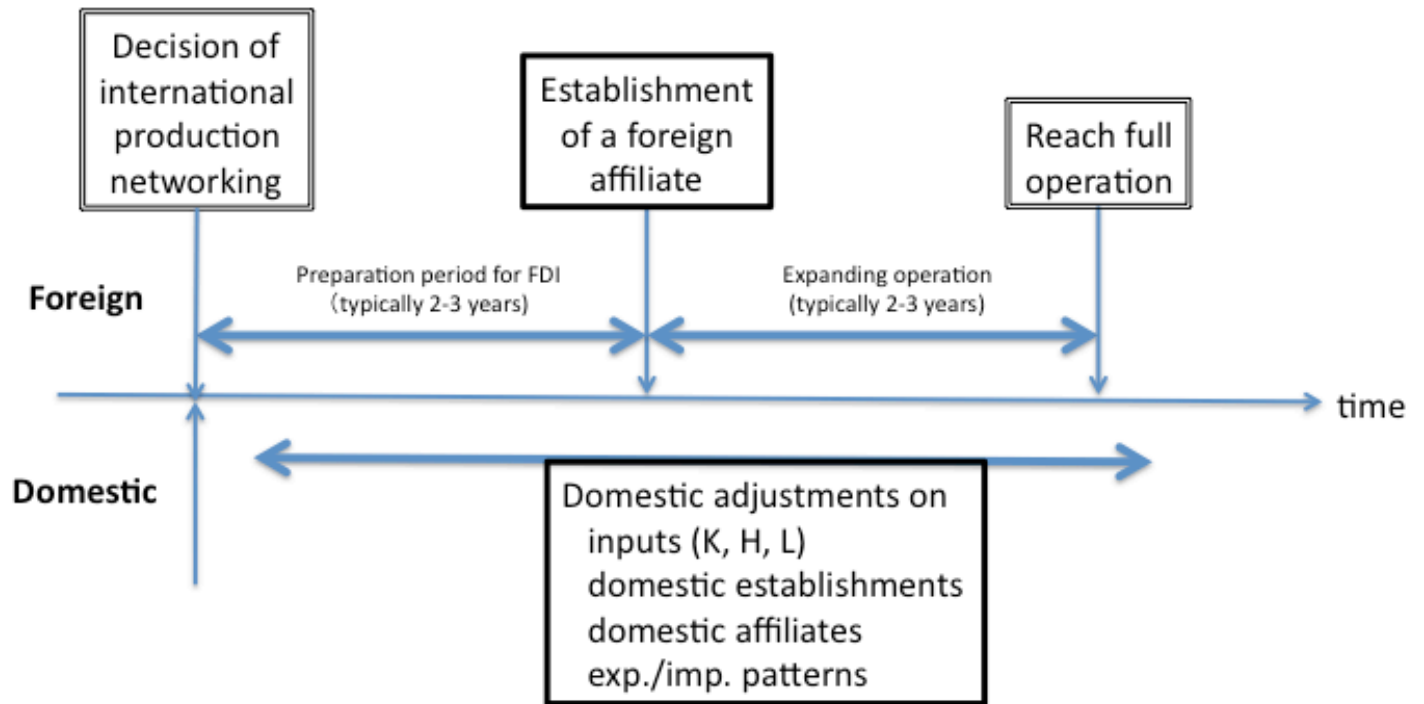 Decision of
international
production
networking
Establishment
of a foreign
affiliate
Reach full
operation
Foreign
Preparation period for FDI
（typically 2-3 years)
Expanding operation
(typically 2-3 years)
time
Domestic
Domestic adjustments on
inputs (K, H, L)
domestic establishments
domestic affiliates
exp./imp. patterns